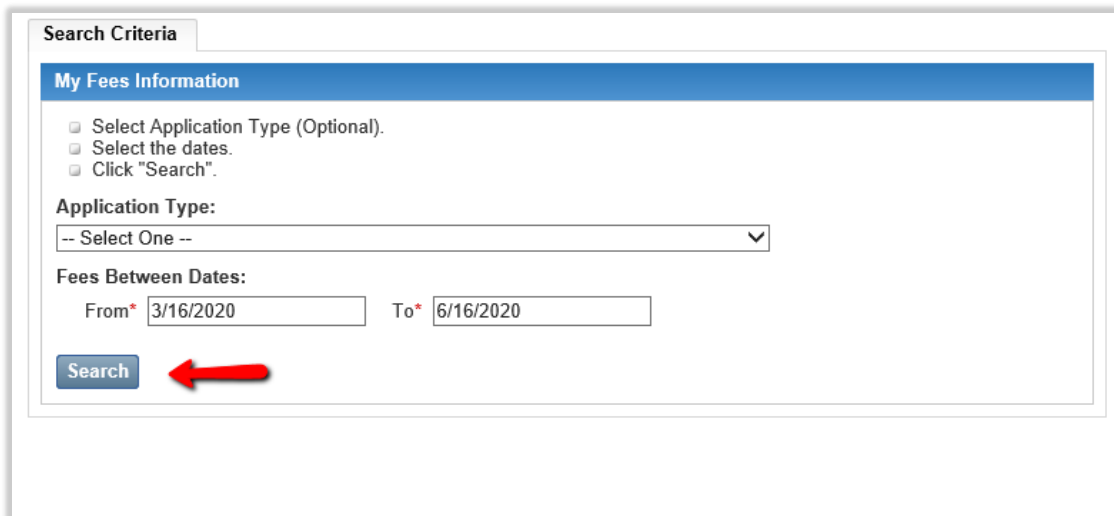 Search Criteria
My Fees Information
Select Application Type (Optional).
Select the dates.
Click "Search".
Application Type:
-- Select One --
Fees Between Dates:
From* 3/16/2020 To* 6/16/2020
Search